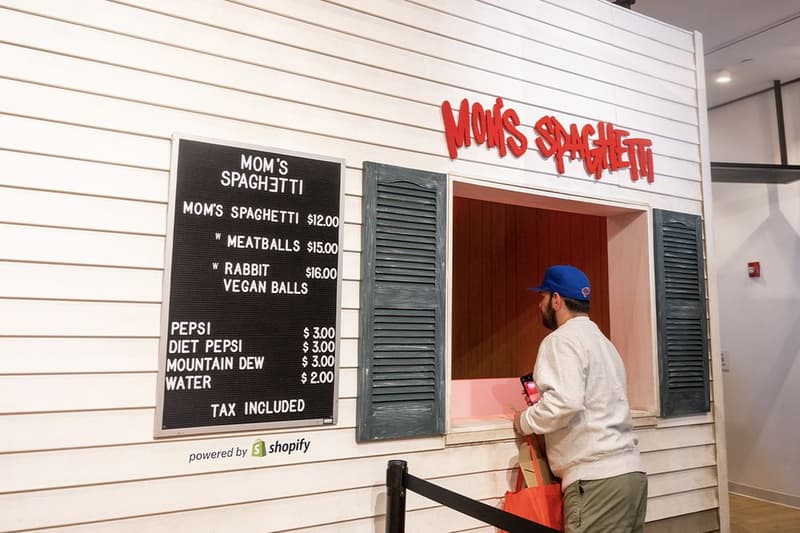 MOM'S SPAGHETTI
MOM'S
SPAGHETTI
MOM'S SPAGHETTI $12.00
W MEATBALLS $15.00
W RABBIT $16.00
VEGAN BALLS
PEPSI $ 3.00
DIET PEPSI $ 3.00
MOUNTAIN DEW $ 3.00
WATER $ 2.00
TAX INCLUDED
powered by shopify